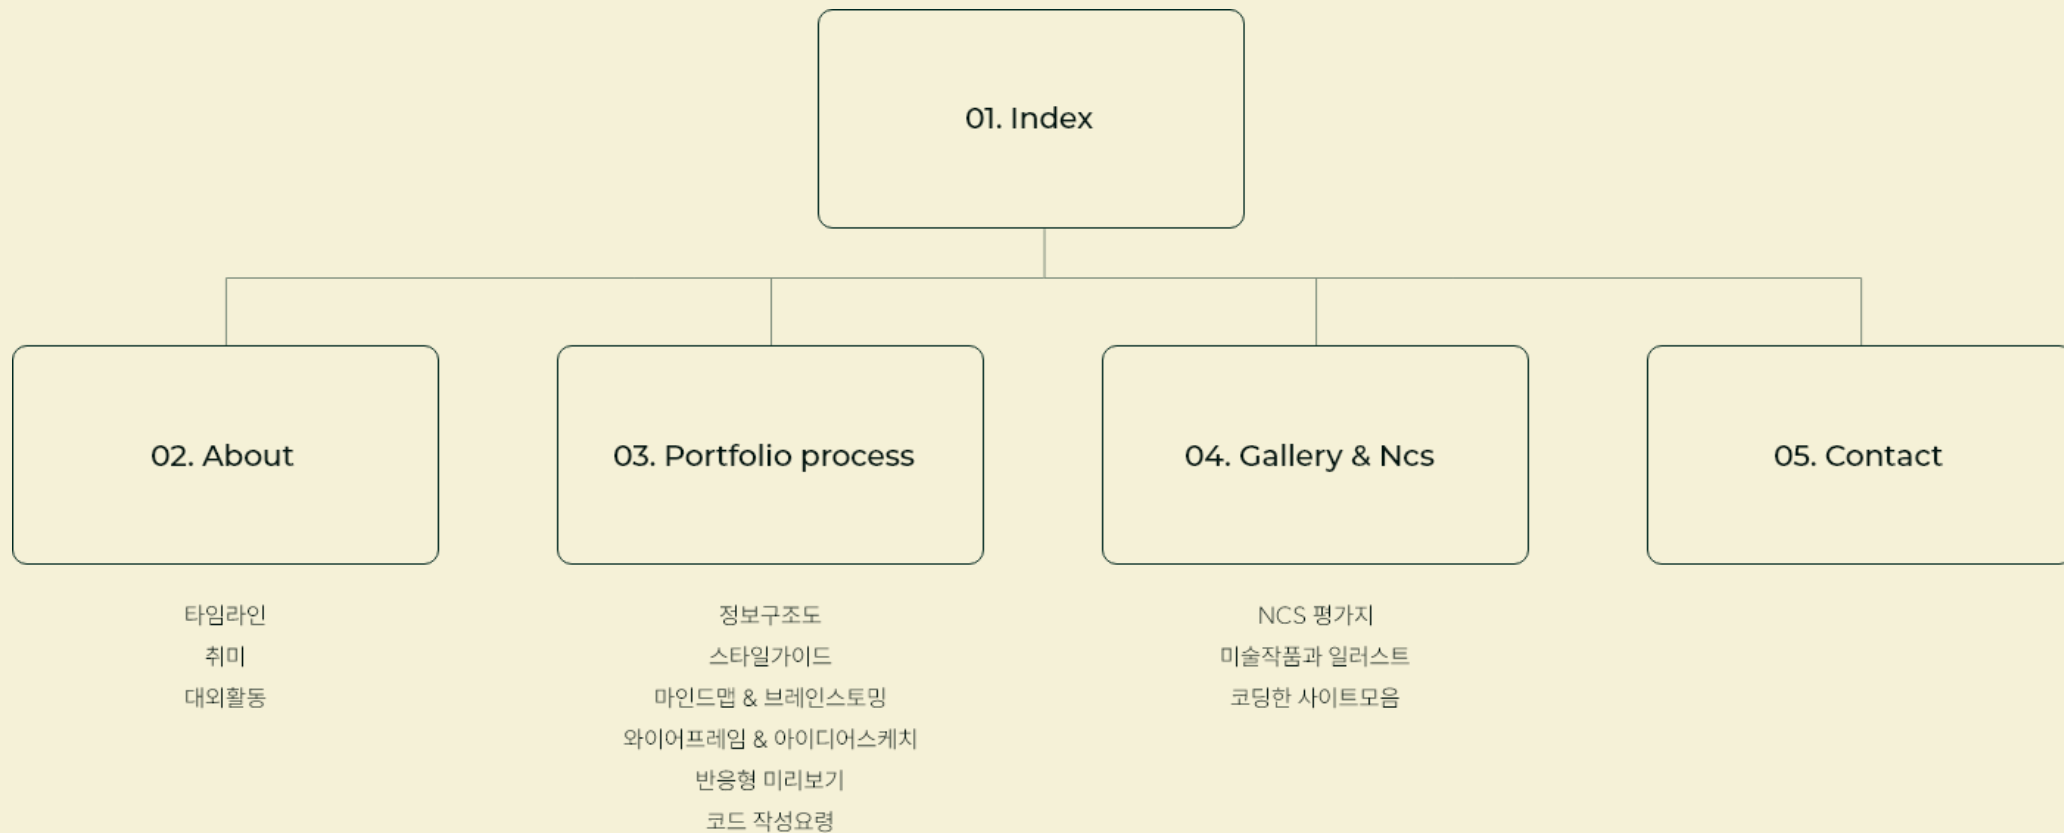 01. Index
02. About
03. Portfolio process
04. Gallery & Ncs
05. Contact
타임라인
취미
대외활동
정보구조도
스타일가이드
마인드맵 & 브레인스토밍
와이어프레임 & 아이디어스케치
반응형 미리보기
코드 작성요령
NCS 평가지
미술작품과 일러스트
코딩한 사이트모음